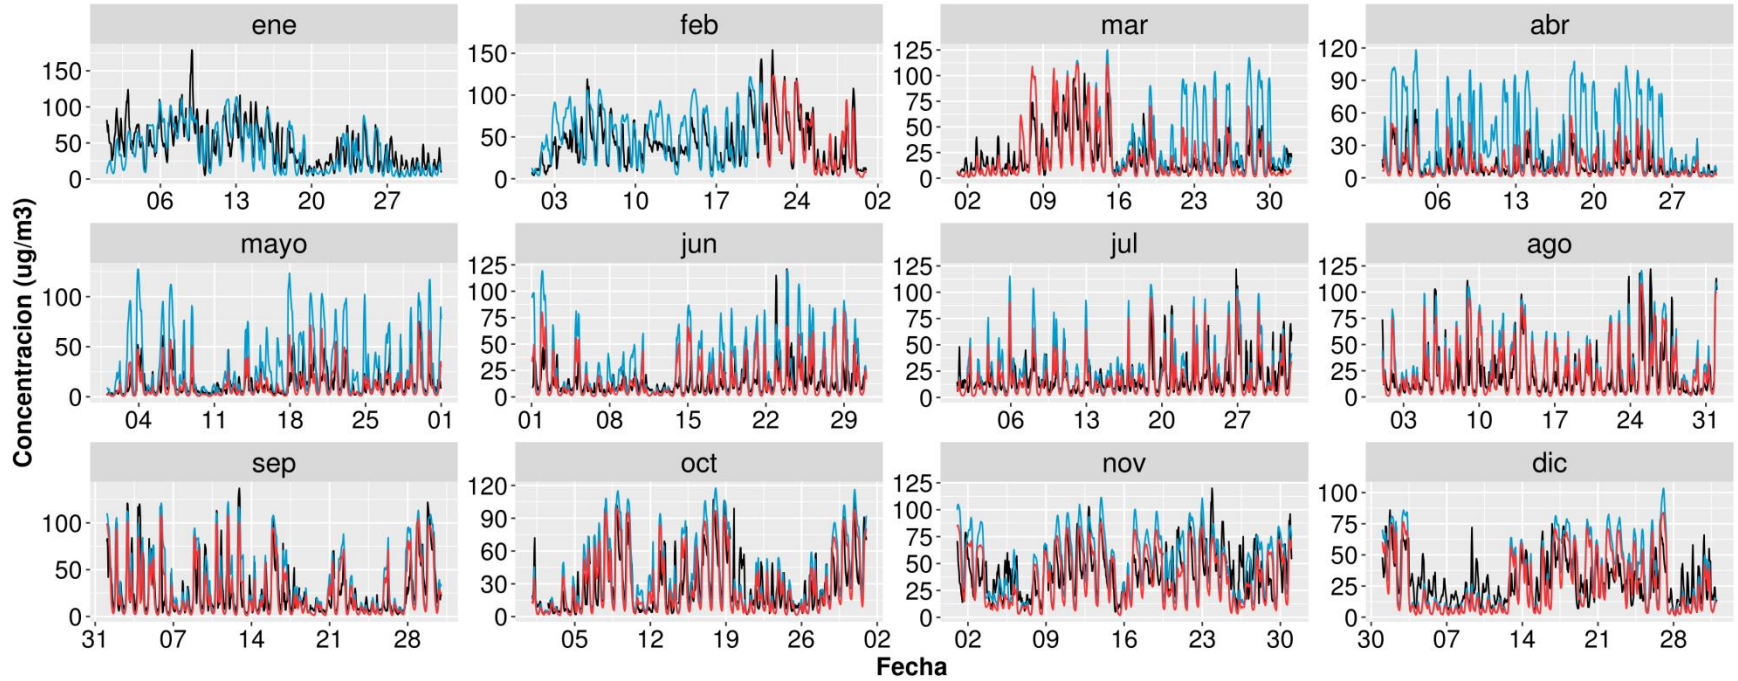 ene feb mar abr
150 100 50 0
150 100 50 0
125 100 75 50 25 0
120 90 60 30 0
06 13 20 27
03 10 17 24 02
02 09 16 23 30
06 13 20 27
mayo jun jul ago
100 50 0
125 100 75 50 25 0
125 100 75 50 25 0
125 100 75 50 25 0
04 11 18 25 01
01 08 15 22 29
06 13 20 27
03 10 17 24 31
sep oct nov dic
100 50 0
120 90 60 30 0
125 100 75 50 25 0
100 75 50 25 0
31 07 14 21 28
05 12 19 26 02
02 09 16 23 30
30 07 14 21 28
Concentracion (ug/m3)
Fecha